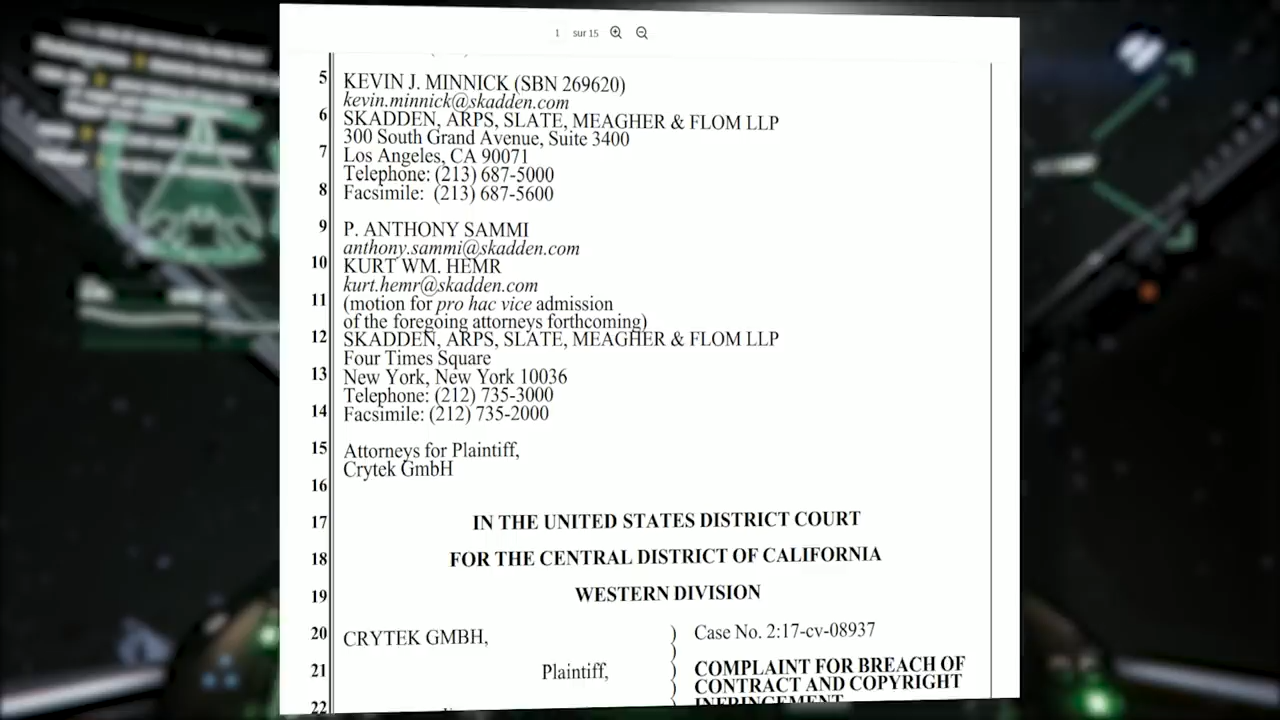 1 sur 15
5 KEVIN J. MINNICK (SBN 269620)
kevin.minnick@skadden.com
6 SKADDEN, ARPS, SLATE, MEAGHER & FLOM LLP
300 South Grand Avenue, Suite 3400
7 Los Angeles, CA 90071
Telephone: (213) 687-5000
8 Facsimile: (213) 687-5600
9 P. ANTHONY SAMMI
anthony.sammi@skadden.com
10 KURT WM. HEMR
kurt.hemr@skadden.com
11 (motion for pro hac vice admission
of the foregoing attorneys forthcoming)
12 SKADDEN, ARPS, SLATE, MEAGHER & FLOM LLP
Four Times Square
13 New York, New York 10036
Telephone: (212) 735-3000
14 Facsimile: (212) 735-2000
15 Attorneys for Plaintiff,
Crytek GmbH
16
17 IN THE UNITED STATES DISTRICT COURT
18 FOR THE CENTRAL DISTRICT OF CALIFORNIA
19 WESTERN DIVISION
20 CRYTEK GMBH, ) Case No. 2:17-cv-08937
)
21 Plaintiff, ) COMPLAINT FOR BREACH OF
) CONTRACT AND COPYRIGHT
22 INFRINGEMENT